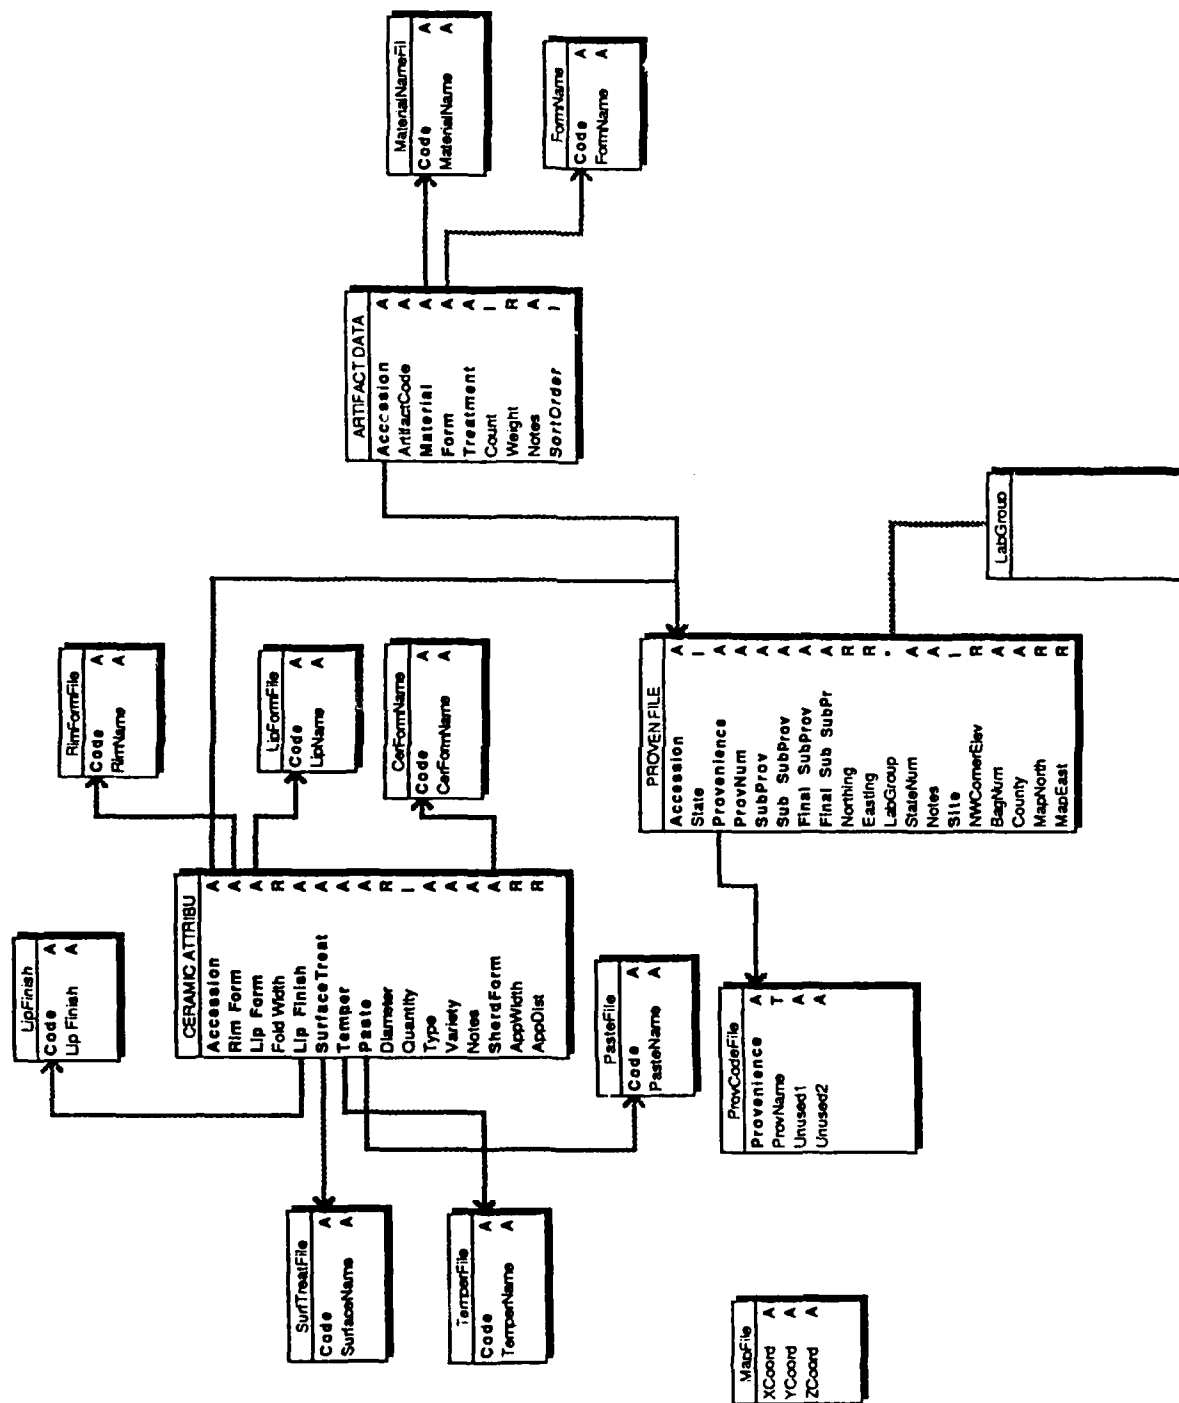 MaterialNameFil
Code A
MaterialName A
FormName
Code A
FormName A
ARTIFACT DATA
Accession A
ArtifactCode A
Material A
Form A
Treatment A
Count I
Weight R
Notes A
SortOrder I
LabGroup
RimFormFile
Code A
RimName A
LipFormFile
Code A
LipName A
CerFormName
Code A
CerFormName A
PROVEN FILE
Accession A
State I
Provenience A
ProvNum A
SubProv A
Sub SubProv A
Final SubProv A
Final Sub SubPr A
Northing R
Easting R
LabGroup *
StateNum A
Notes A
Site I
NWCornerElev R
BagNum A
County A
MapNorth R
MapEast R
LipFinish
Code A
Lip Finish A
CERAMIC ATTRIBU
Accession A
Rim Form A
Lip Form A
Fold Width R
Lip Finish A
SurfaceTreat A
Temper A
Paste A
Diameter R
Quantity I
Type A
Variety A
Notes A
SherdForm A
AppWidth R
AppDist R
PasteFile
Code A
PasteName A
ProvCodeFile
Provenience A
ProvName T
Unused1 A
Unused2 A
SurfTreatFile
Code A
SurfaceName A
TemperFile
Code A
TemperName A
MapFile
XCoord A
YCoord A
ZCoord A